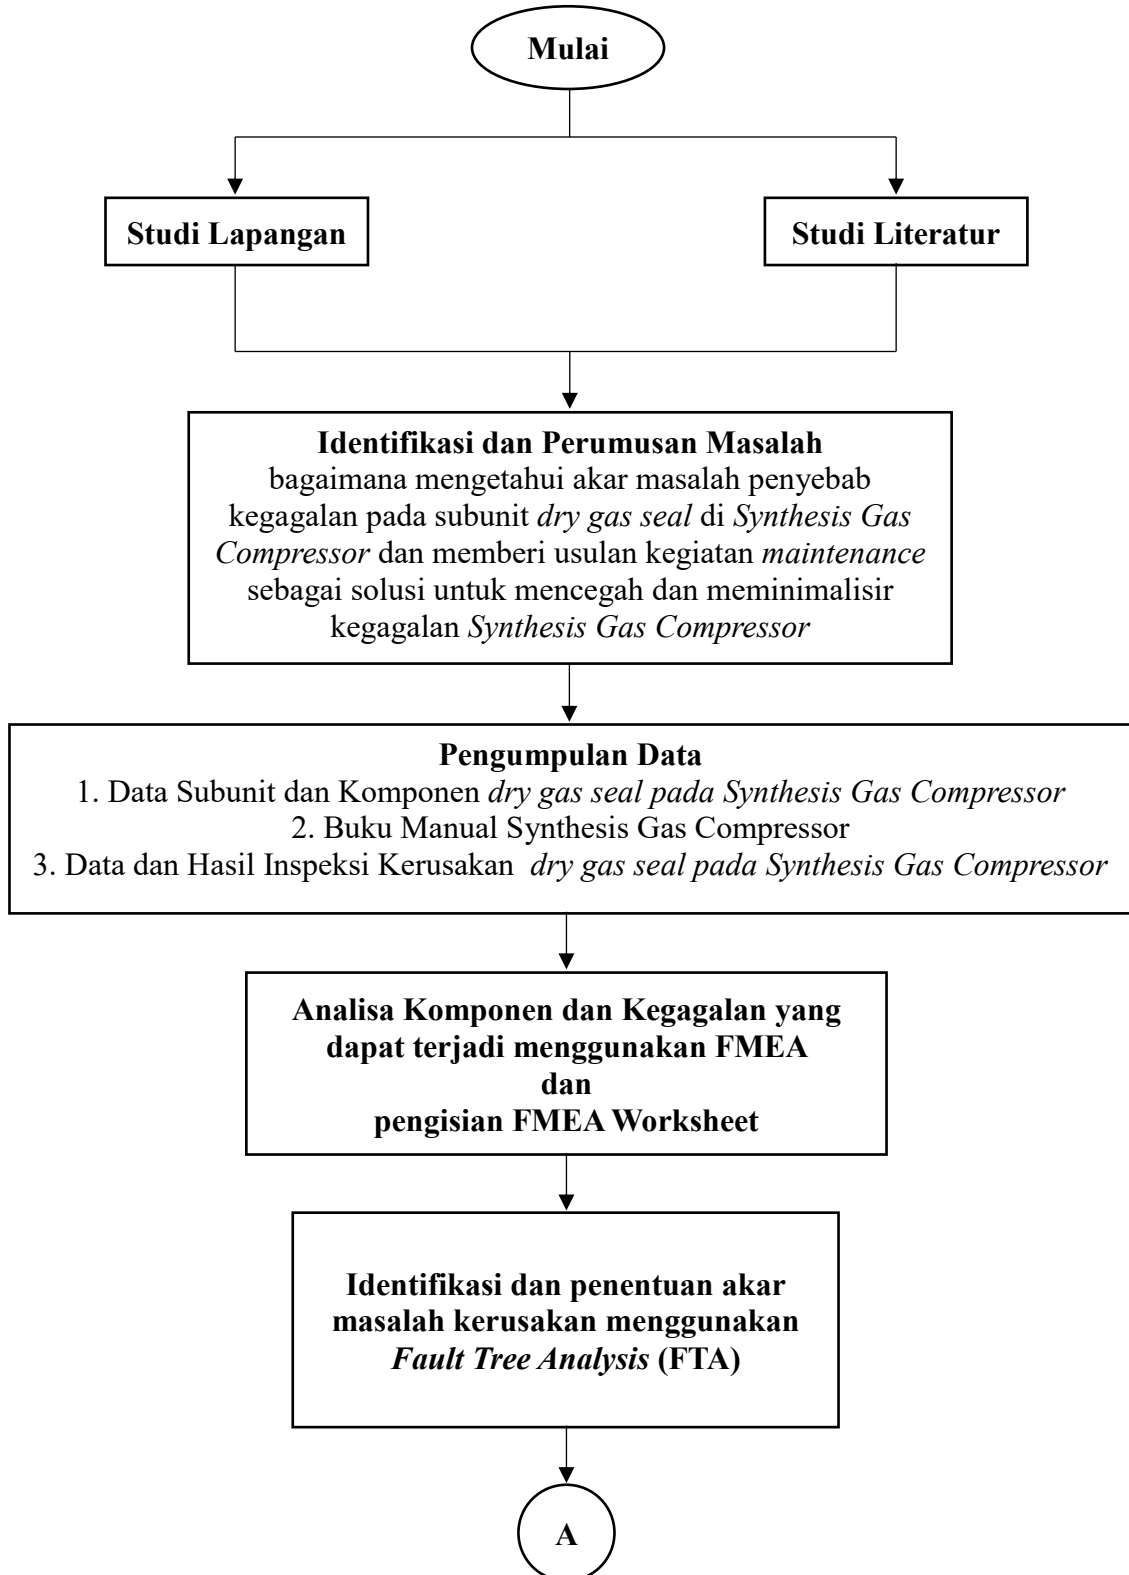 Mulai
Studi Lapangan
Studi Literatur
Identifikasi dan Perumusan Masalah
bagaimana mengetahui akar masalah penyebab
kegagalan pada subunit dry gas seal di Synthesis Gas
Compressor dan memberi usulan kegiatan maintenance
sebagai solusi untuk mencegah dan meminimalisir
kegagalan Synthesis Gas Compressor
Pengumpulan Data
1. Data Subunit dan Komponen dry gas seal pada Synthesis Gas Compressor
2. Buku Manual Synthesis Gas Compressor
3. Data dan Hasil Inspeksi Kerusakan dry gas seal pada Synthesis Gas Compressor
Analisa Komponen dan Kegagalan yang
dapat terjadi menggunakan FMEA
dan
pengisian FMEA Worksheet
Identifikasi dan penentuan akar
masalah kerusakan menggunakan
Fault Tree Analysis (FTA)
A